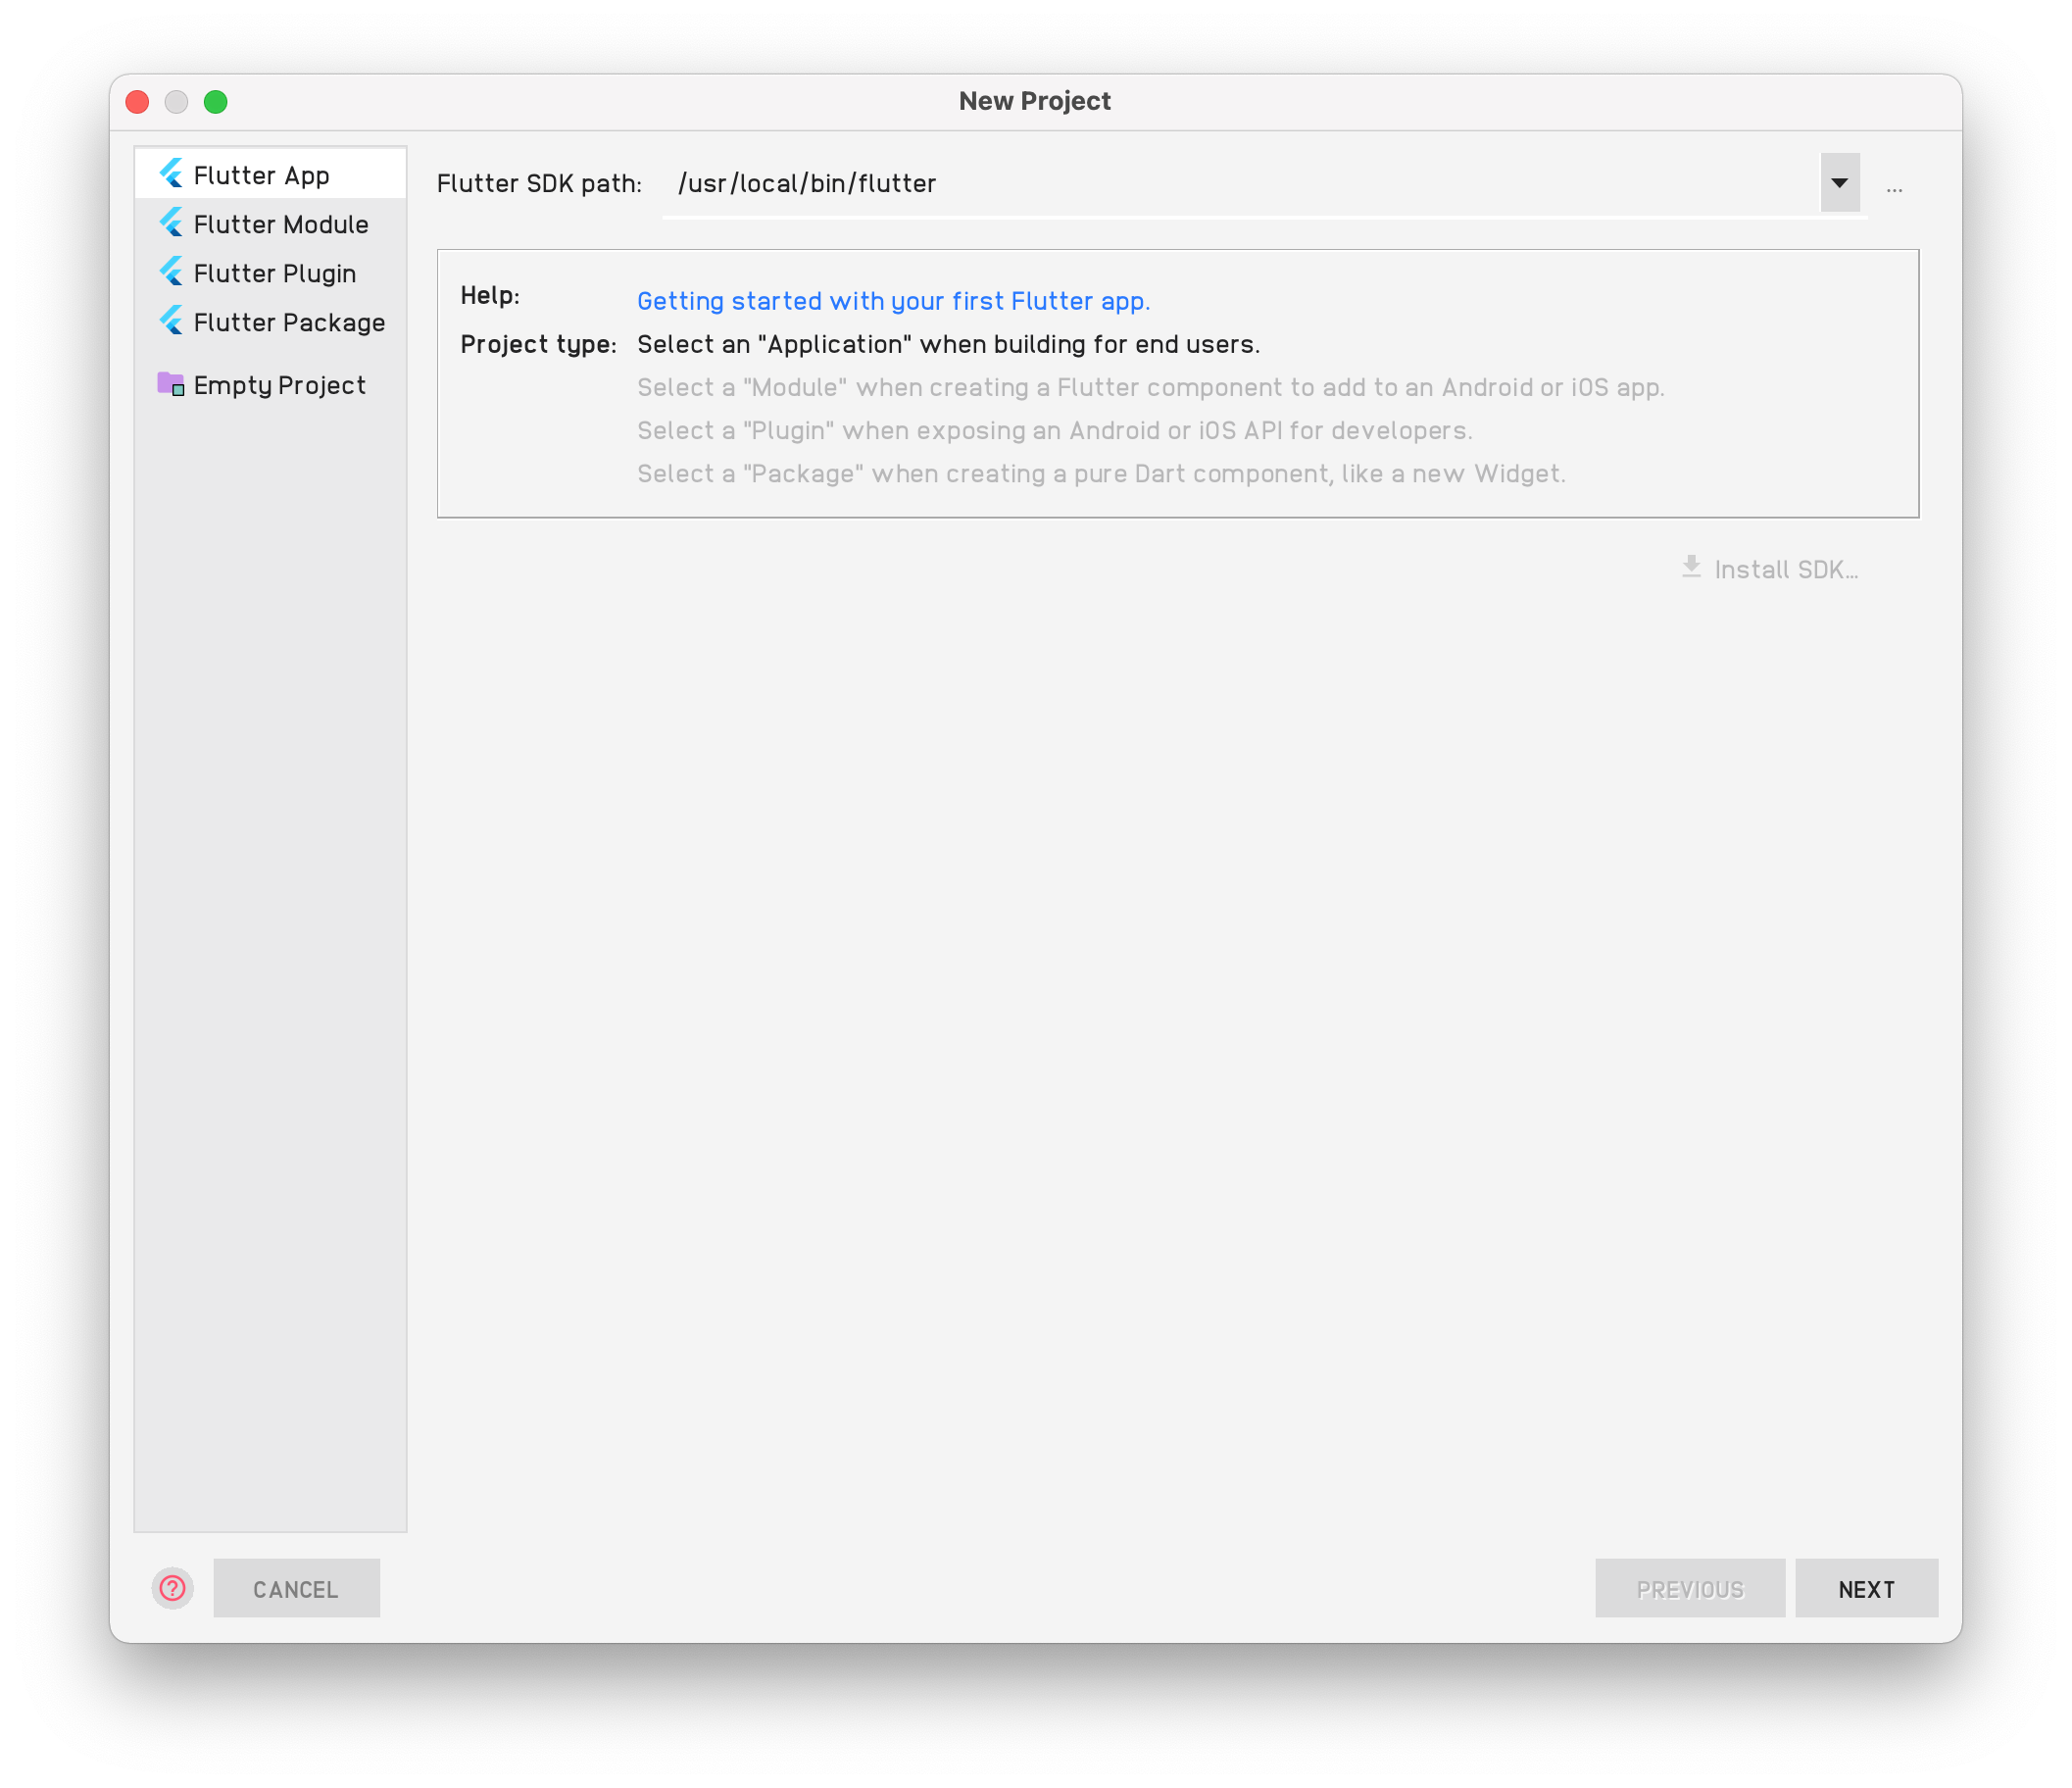 New Project
Flutter App
Flutter Module
Flutter Plugin
Flutter Package
Empty Project
Flutter SDK path: /usr/local/bin/flutter ...
Help: Getting started with your first Flutter app.
Project type: Select an "Application" when building for end users.
Select a "Module" when creating a Flutter component to add to an Android or iOS app.
Select a "Plugin" when exposing an Android or iOS API for developers.
Select a "Package" when creating a pure Dart component, like a new Widget.
Install SDK...
? CANCEL PREVIOUS NEXT